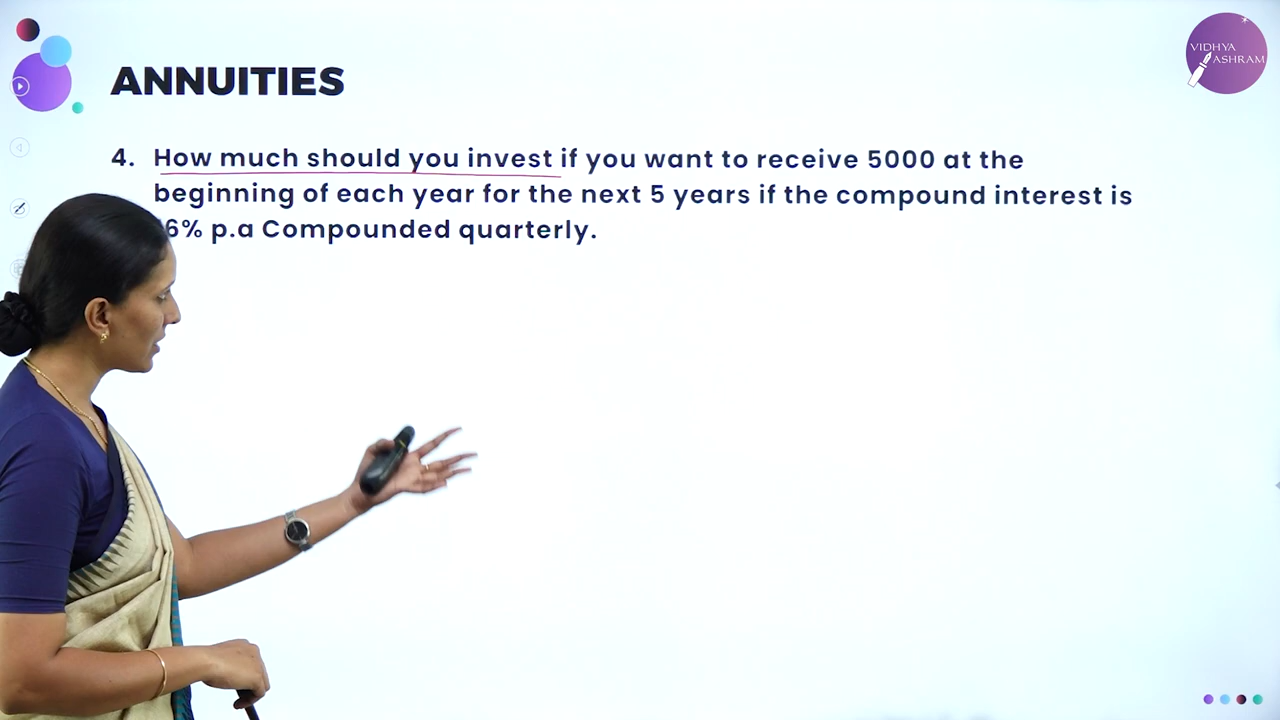 VIDHYA
ASHRAM
ANNUITIES
4. How much should you invest if you want to receive 5000 at the
beginning of each year for the next 5 years if the compound interest is
6% p.a Compounded quarterly.